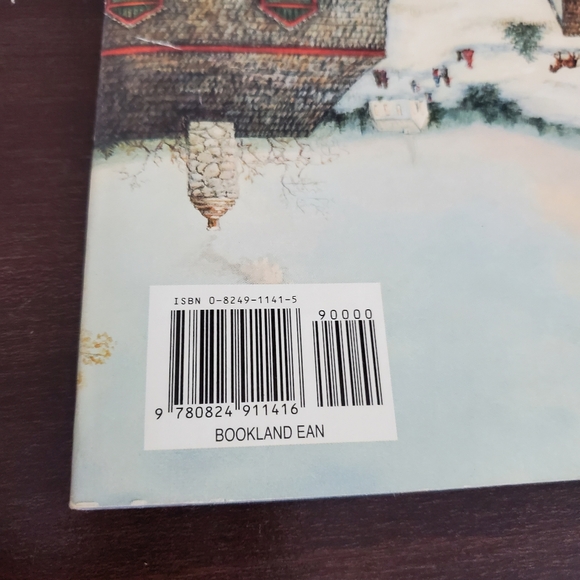 ISBN 0-8249-1141-5
90000
9 780824 911416
BOOKLAND EAN